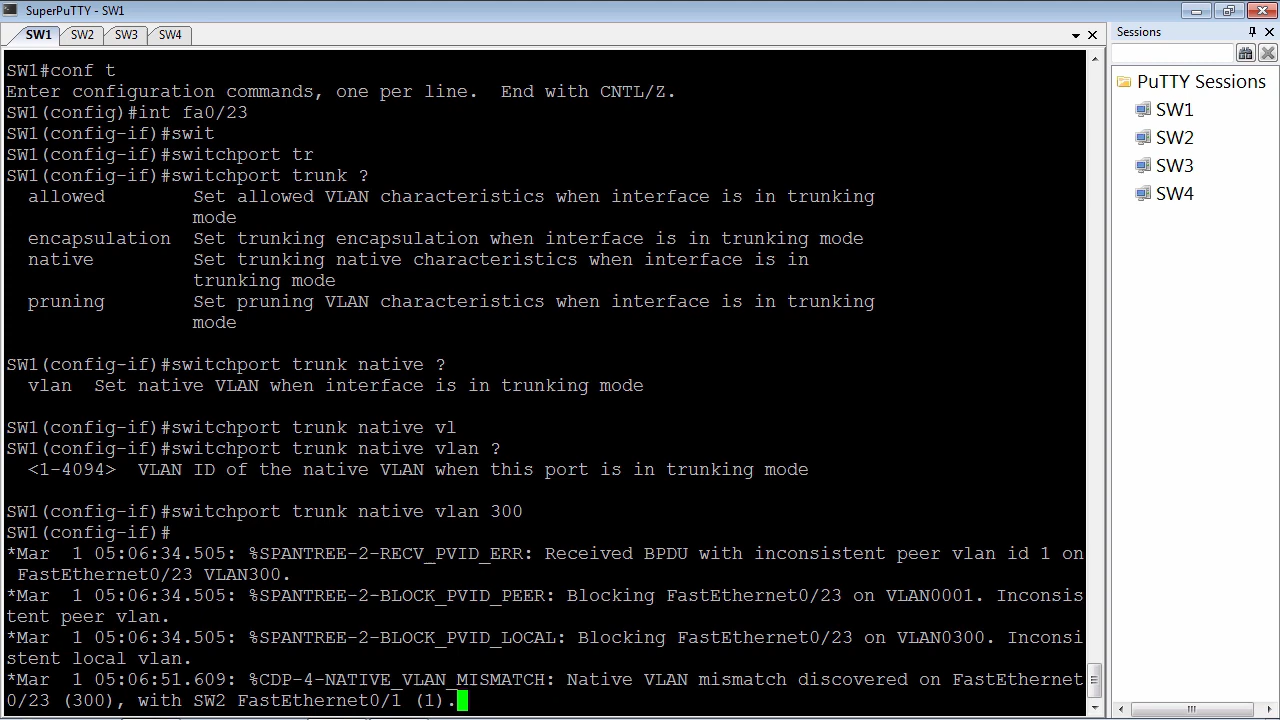 SuperPuTTY - SW1
SW1 SW2 SW3 SW4
Sessions
SW1#conf t
Enter configuration commands, one per line.  End with CNTL/Z.
SW1(config)#int fa0/23
SW1(config-if)#swit
SW1(config-if)#switchport tr
SW1(config-if)#switchport trunk ?
  allowed        Set allowed VLAN characteristics when interface is in trunking
                 mode
  encapsulation  Set trunking encapsulation when interface is in trunking mode
  native         Set trunking native characteristics when interface is in
                 trunking mode
  pruning        Set pruning VLAN characteristics when interface is in trunking
                 mode
SW1(config-if)#switchport trunk native ?
  vlan  Set native VLAN when interface is in trunking mode
SW1(config-if)#switchport trunk native vl
SW1(config-if)#switchport trunk native vlan ?
  <1-4094>  VLAN ID of the native VLAN when this port is in trunking mode
SW1(config-if)#switchport trunk native vlan 300
SW1(config-if)#
*Mar  1 05:06:34.505: %SPANTREE-2-RECV_PVID_ERR: Received BPDU with inconsistent peer vlan id 1 on
 FastEthernet0/23 VLAN300.
*Mar  1 05:06:34.505: %SPANTREE-2-BLOCK_PVID_PEER: Blocking FastEthernet0/23 on VLAN0001. Inconsis
tent peer vlan.
*Mar  1 05:06:34.505: %SPANTREE-2-BLOCK_PVID_LOCAL: Blocking FastEthernet0/23 on VLAN0300. Inconsi
stent local vlan.
*Mar  1 05:06:51.609: %CDP-4-NATIVE_VLAN_MISMATCH: Native VLAN mismatch discovered on FastEthernet
0/23 (300), with SW2 FastEthernet0/1 (1).
PuTTY Sessions
SW1
SW2
SW3
SW4